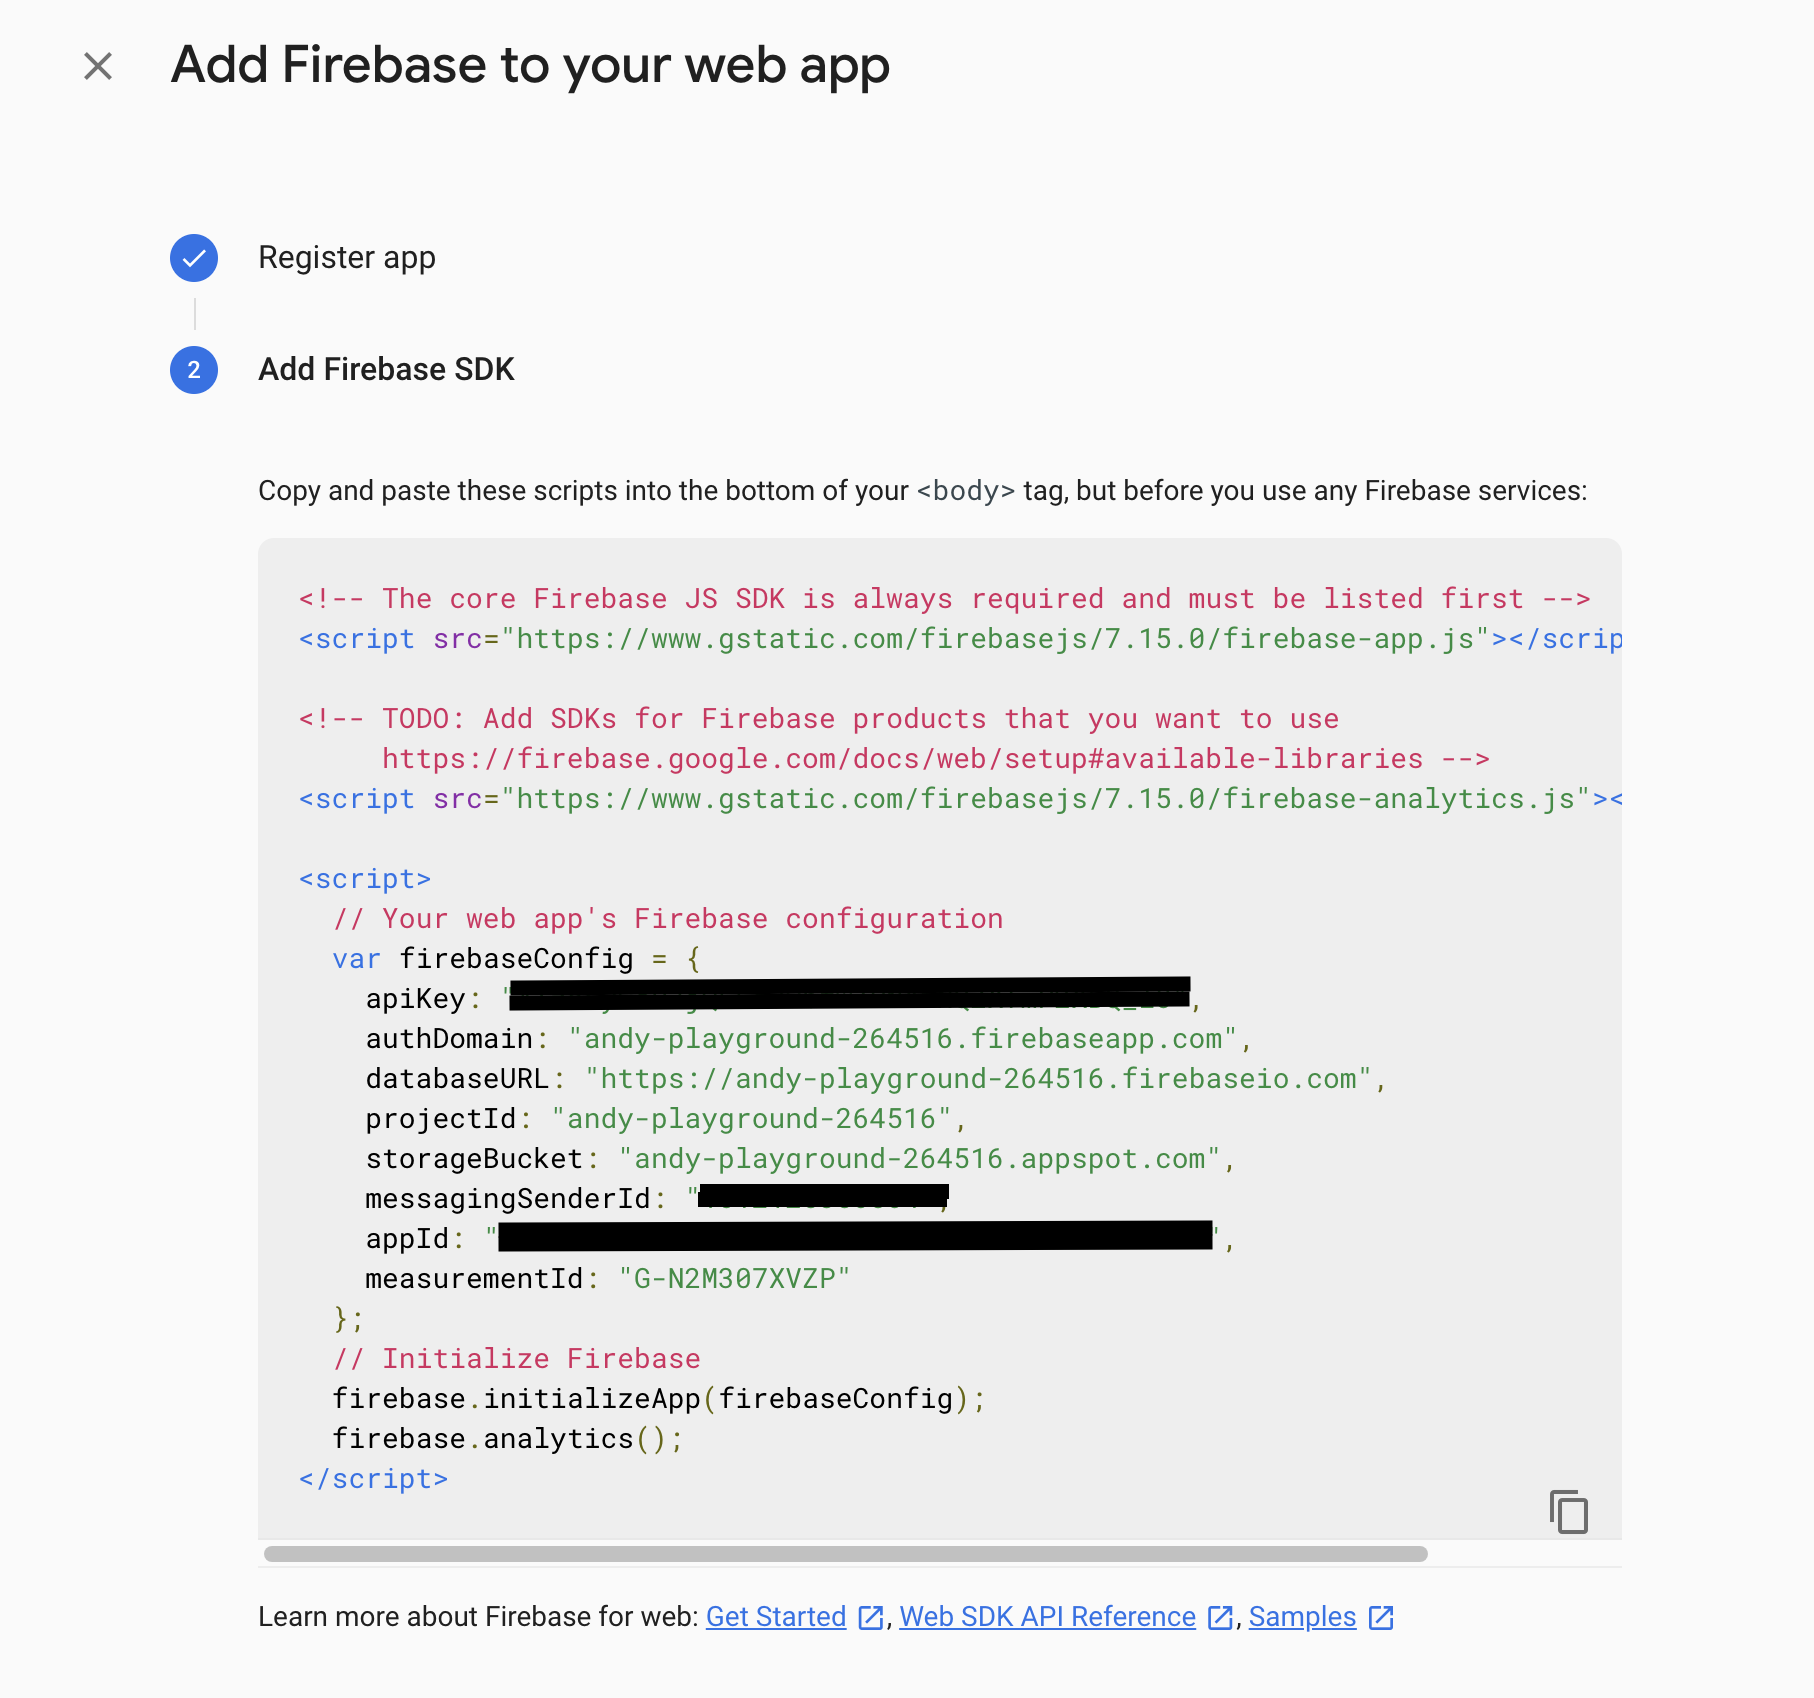 Add Firebase to your web app
Register app
2 Add Firebase SDK
Copy and paste these scripts into the bottom of your <body> tag, but before you use any Firebase services:
<!-- The core Firebase JS SDK is always required and must be listed first -->
<script src="https://www.gstatic.com/firebasejs/7.15.0/firebase-app.js"></scrip
<!-- TODO: Add SDKs for Firebase products that you want to use
https://firebase.google.com/docs/web/setup#available-libraries -->
<script src="https://www.gstatic.com/firebasejs/7.15.0/firebase-analytics.js"><
<script>
// Your web app's Firebase configuration
var firebaseConfig = {
apiKey: ",
authDomain: "andy-playground-264516.firebaseapp.com",
databaseURL: "https://andy-playground-264516.firebaseio.com",
projectId: "andy-playground-264516",
storageBucket: "andy-playground-264516.appspot.com",
messagingSenderId: "
appId: "",
measurementId: "G-N2M307XVZP"
};
// Initialize Firebase
firebase.initializeApp(firebaseConfig);
firebase.analytics();
</script>
Learn more about Firebase for web: Get Started, Web SDK API Reference, Samples